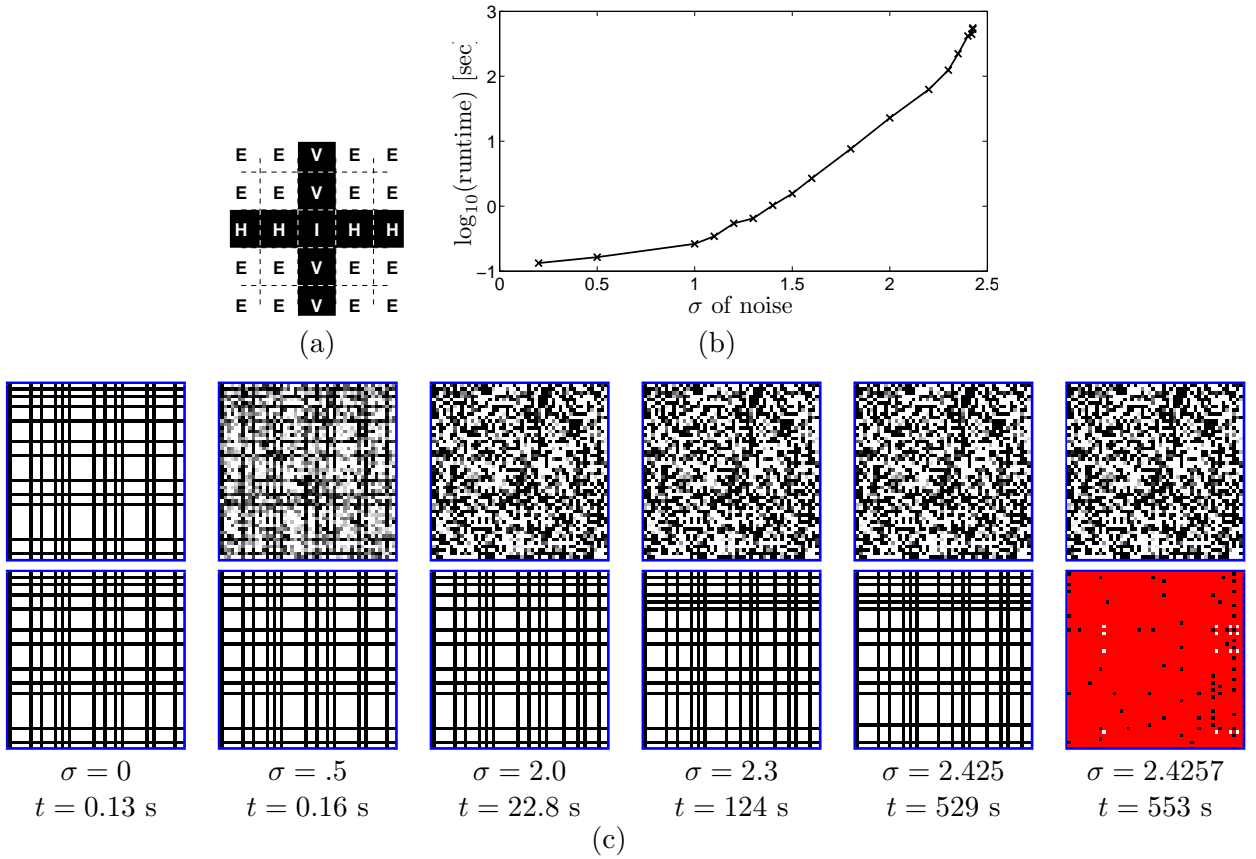 E E V E E
E E V E E
H H I H H
E E V E E
E E V E E
(a)
3
2
1
0
−1
0 0.5 1 1.5 2 2.5
log10(runtime) [sec]
σ of noise
(b)
σ = 0 σ = .5 σ = 2.0 σ = 2.3 σ = 2.425 σ = 2.4257
t = 0.13 s t = 0.16 s t = 22.8 s t = 124 s t = 529 s t = 553 s
(c)